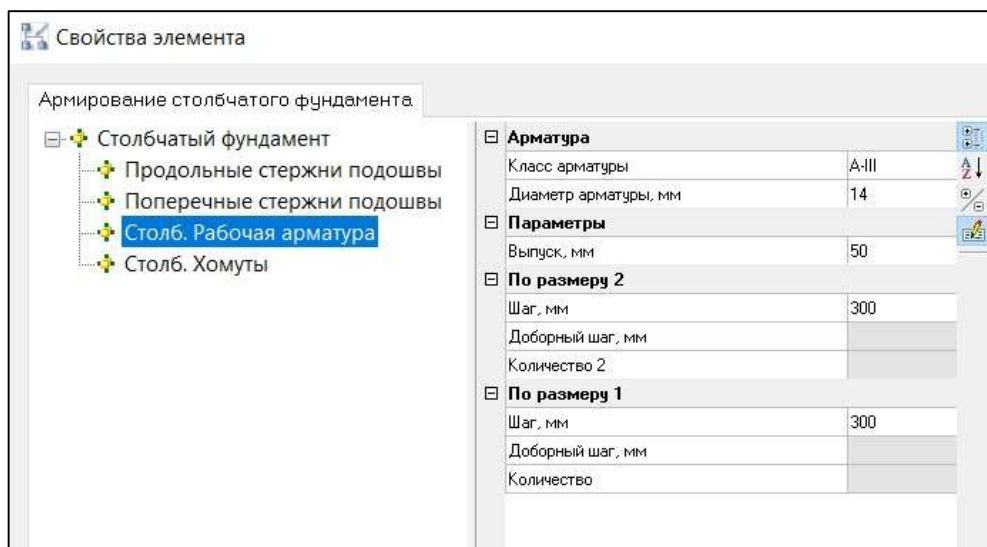 Свойства элемента
Армирование столбчатого фундамента
Столбчатый фундамент
Продольные стержни подошвы
Поперечные стержни подошвы
Столб. Рабочая арматура
Столб. Хомуты
Арматура
Класс арматуры A-III
Диаметр арматуры, мм 14
Параметры
Выпуск, мм 50
По размеру 2
Шаг, мм 300
Доборный шаг, мм
Количество 2
По размеру 1
Шаг, мм 300
Доборный шаг, мм
Количество